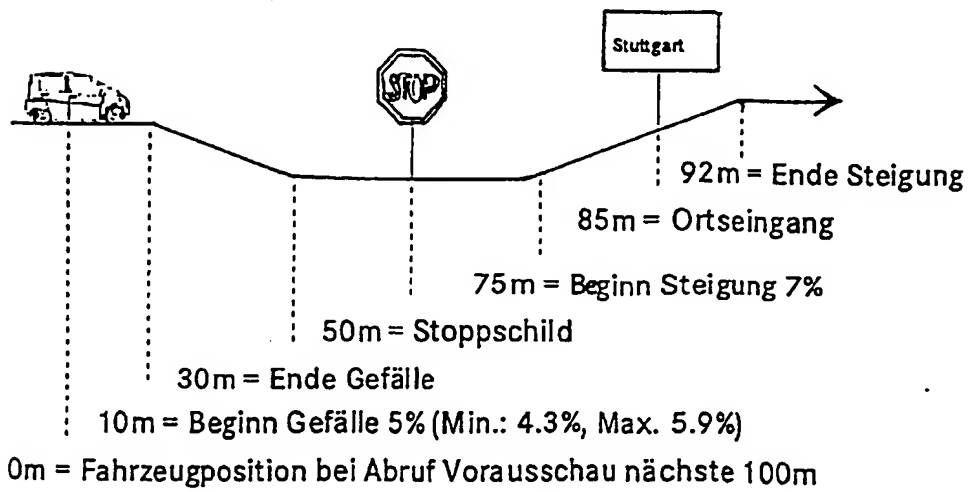 Stuttgart
STOP
92m = Ende Steigung
85m = Ortseingang
75m = Beginn Steigung 7%
50m = Stoppschild
30m = Ende Gefälle
10m = Beginn Gefälle 5% (Min.: 4.3%, Max. 5.9%)
0m = Fahrzeugposition bei Abruf Vorausschau nächste 100m